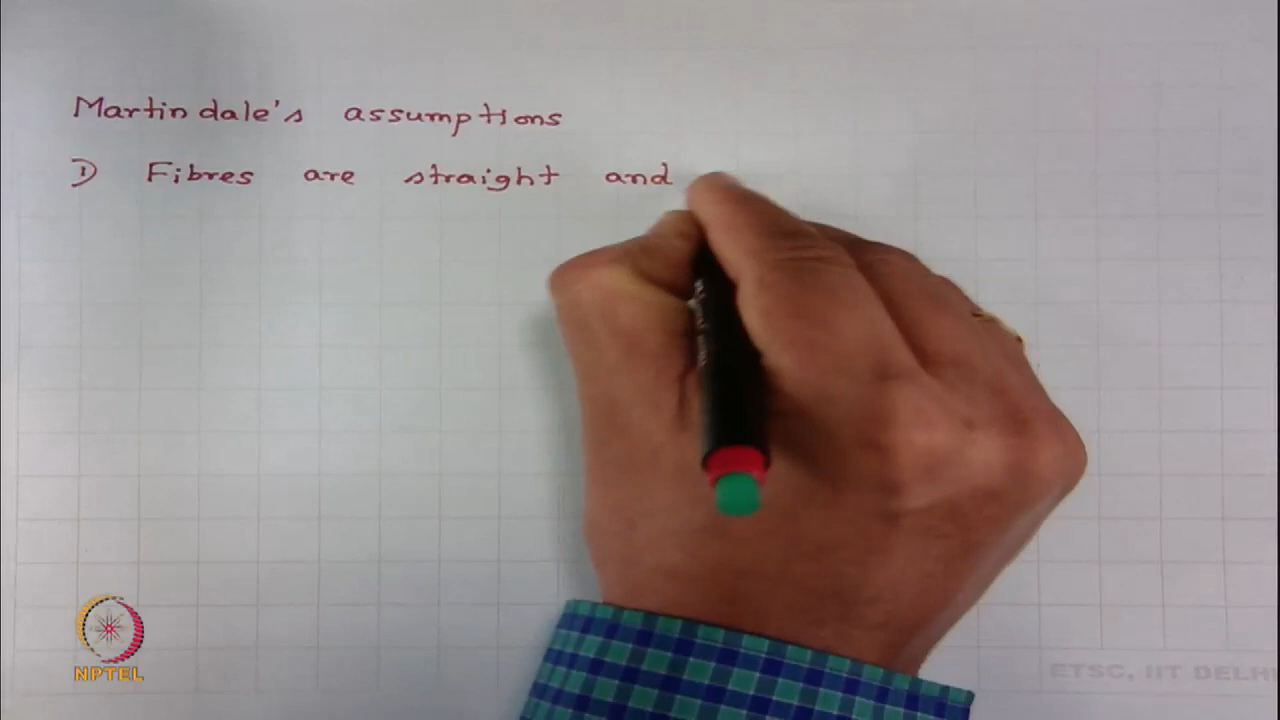 Martindale's assumptions
1) Fibres are straight and
NPTEL
ETSC, IIT DELHI